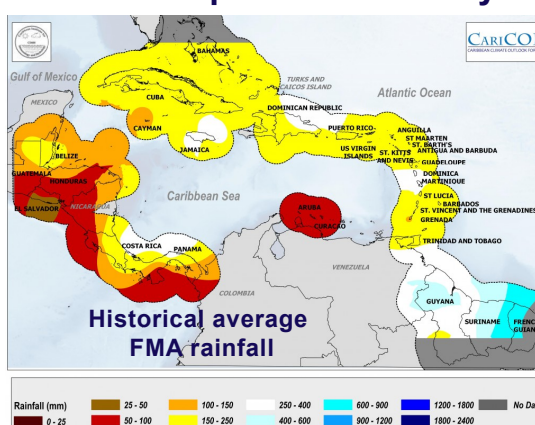 CARICO
CARIBBEAN CLIMATE OUTLOOK FOR
Gulf of Mexico
BAHAMAS
MEXICO
TURKS AND
CAICOS ISLAND
Atlantic Ocean
CUBA
DOMINICAN REPUBLIC
CAYMAN
JAMAICA
PUERTO RICO
ANGUILLA
ST MAARTEN
ST. BARTH'S
US VIRGIN
ISLANDS
ST. KITTS
AND NEVIS
ANTIGUA AND BARBUDA
GUADELOUPE
BELIZE
GUATEMALA
HONDURAS
DOMINICA
MARTINIQUE
Caribbean Sea
EL SALVADOR
NICARAGUA
ARUBA
CURACAO
ST LUCIA
BARBADOS
ST. VINCENT AND THE GRENADINES
GRENADA
TRINIDAD AND TOBAGO
COSTA RICA
PANAMA
VENEZUELA
COLOMBIA
GUYANA
SURINAME
FRENC
GUIAN
Historical average
FMA rainfall
Rainfall (mm)
0 - 25
25 - 50
50 - 100
100 - 150
150 - 250
250 - 400
400 - 600
600 - 900
900 - 1200
1200 - 1800
1800 - 2400
No Da